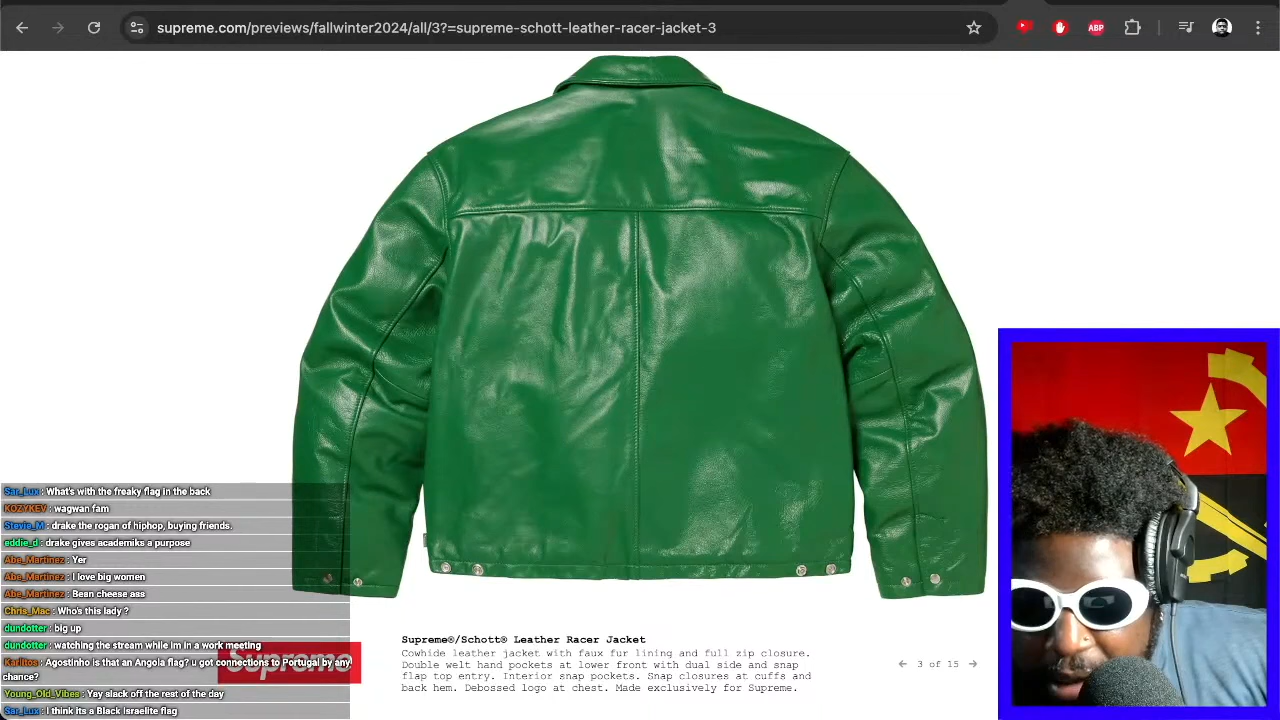 supreme.com/previews/fallwinter2024/all/3?=supreme-schott-leather-racer-jacket-3
ABP
Sar_Lux: What's with the freaky flag in the back
KOZYKEV: wagwan fam
Stevie_M: drake the rogan of hiphop, buying friends.
eddie_d: drake gives academiks a purpose
Abe_Martinez: Yer
Abe_Martinez: I love big women
Abe_Martinez: Bean cheese ass
Chris_Mac: Who's this lady ?
dundotter: big up
dundotter: watching the stream while im in a work meeting
Karlitos: Agostinho is that an Angola flag? u got connections to Portugal by any
chance?
Young_Old_Vibes: Yay slack off the rest of the day
Sar_Lux: I think its a Black Israelite flag
Supreme
Supreme®/Schott® Leather Racer Jacket
Cowhide leather jacket with faux fur lining and full zip closure.
Double welt hand pockets at lower front with dual side and snap
flap top entry. Interior snap pockets. Snap closures at cuffs and
back hem. Debossed logo at chest. Made exclusively for Supreme.
← 3 of 15 →